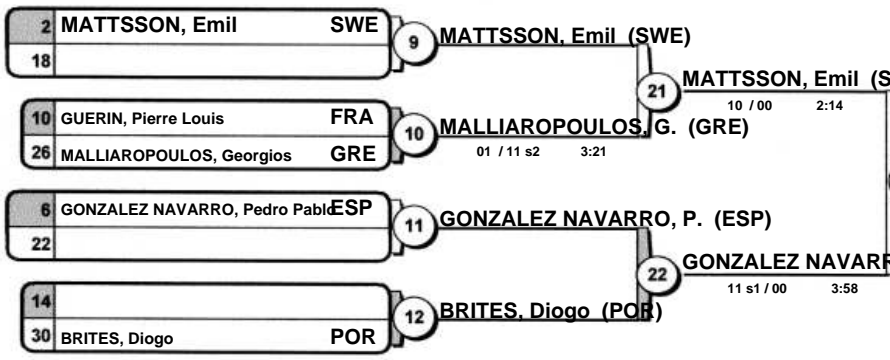 2 MATTSSON, Emil SWE
18
9 MATTSSON, Emil (SWE)
10 GUERIN, Pierre Louis FRA
26 MALLIAROPOULOS, Georgios GRE
10 MALLIAROPOULOS, G. (GRE)
01 / 11 s2 3:21
21 MATTSSON, Emil (S
10 / 00 2:14
6 GONZALEZ NAVARRO, Pedro Pablo ESP
22
11 GONZALEZ NAVARRO, P. (ESP)
14
30 BRITES, Diogo POR
12 BRITES, Diogo (POR)
22 GONZALEZ NAVARR
11 s1 / 00 3:58